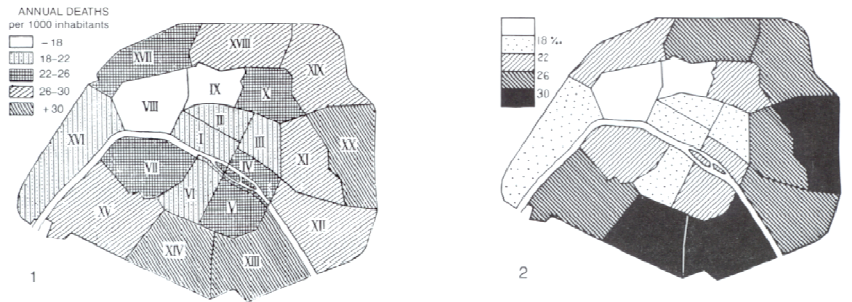 ANNUAL DEATHS
per 1000 inhabitants
– 18
18–22
22–26
26–30
+ 30
XVII
XVIII
XIX
IX
X
VIII
II
XVI
I
III
XX
XI
VII
IV
VI
V
XV
XII
XIV
XIII
1
18 ‰
22
26
30
2